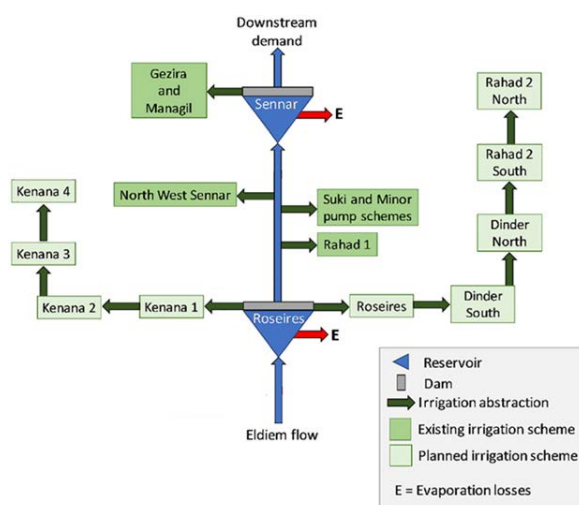 Downstream
demand
Gezira
and
Managil
Sennar
E
Rahad 2
North
Rahad 2
South
Kenana 4
North West Sennar
Suki and Minor
pump schemes
Dinder
North
Kenana 3
Rahad 1
Kenana 2
Kenana 1
Roseires
Roseires
Dinder
South
E
Eldiem flow
Reservoir
Dam
Irrigation abstraction
Existing irrigation scheme
Planned irrigation scheme
E = Evaporation losses